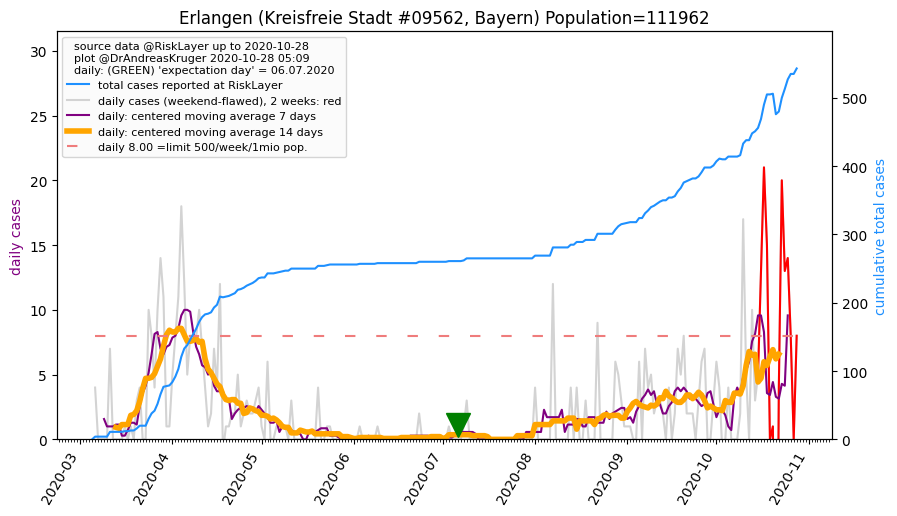 Erlangen (Kreisfreie Stadt #09562, Bayern) Population=111962
source data @RiskLayer up to 2020-10-28
plot @DrAndreasKruger 2020-10-28 05:09
daily: (GREEN) 'expectation day' = 06.07.2020
total cases reported at RiskLayer
daily cases (weekend-flawed), 2 weeks: red
daily: centered moving average 7 days
daily: centered moving average 14 days
daily 8.00 =limit 500/week/1mio pop.
daily cases
30
25
20
15
10
5
0
cumulative total cases
500
400
300
200
100
0
2020-03
2020-04
2020-05
2020-06
2020-07
2020-08
2020-09
2020-10
2020-11